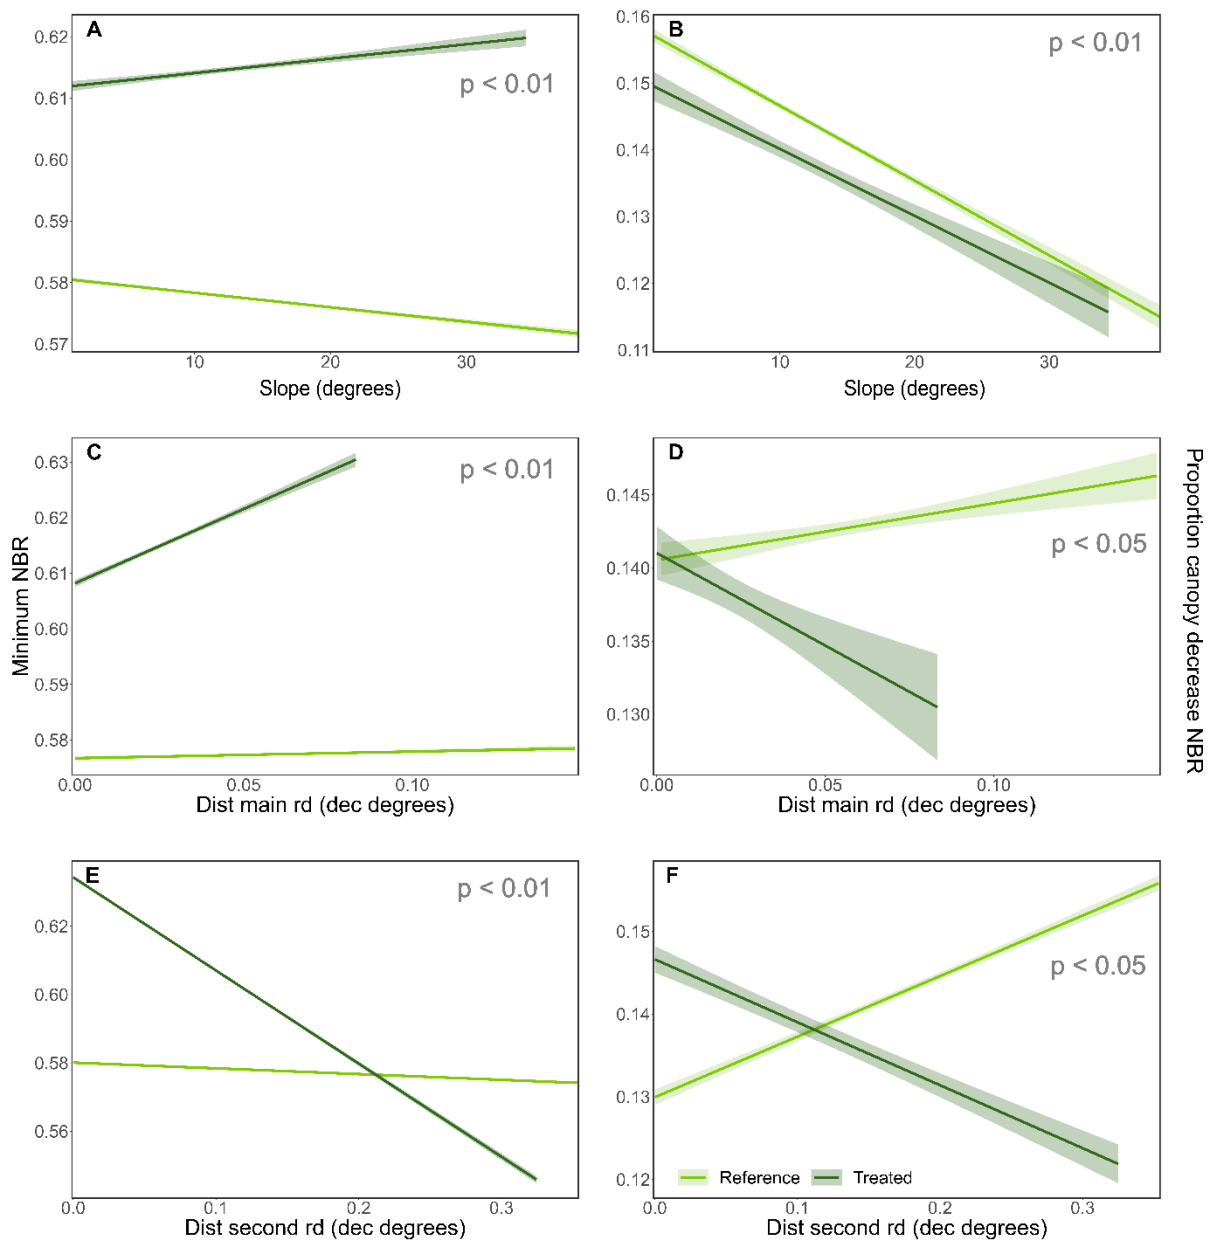 A
p < 0.01
0.62
0.61
0.60
0.59
0.58
0.57
10
20
30
Slope (degrees)
B
p < 0.01
0.16
0.15
0.14
0.13
0.12
0.11
10
20
30
Slope (degrees)
Minimum NBR
C
p < 0.01
0.63
0.62
0.61
0.60
0.59
0.58
0.00
0.05
0.10
Dist main rd (dec degrees)
D
p < 0.05
0.145
0.140
0.135
0.130
0.00
0.05
0.10
Dist main rd (dec degrees)
Proportion canopy decrease NBR
E
p < 0.01
0.62
0.60
0.58
0.56
0.0
0.1
0.2
0.3
Dist second rd (dec degrees)
F
p < 0.05
0.15
0.14
0.13
0.12
Reference
Treated
0.0
0.1
0.2
0.3
Dist second rd (dec degrees)